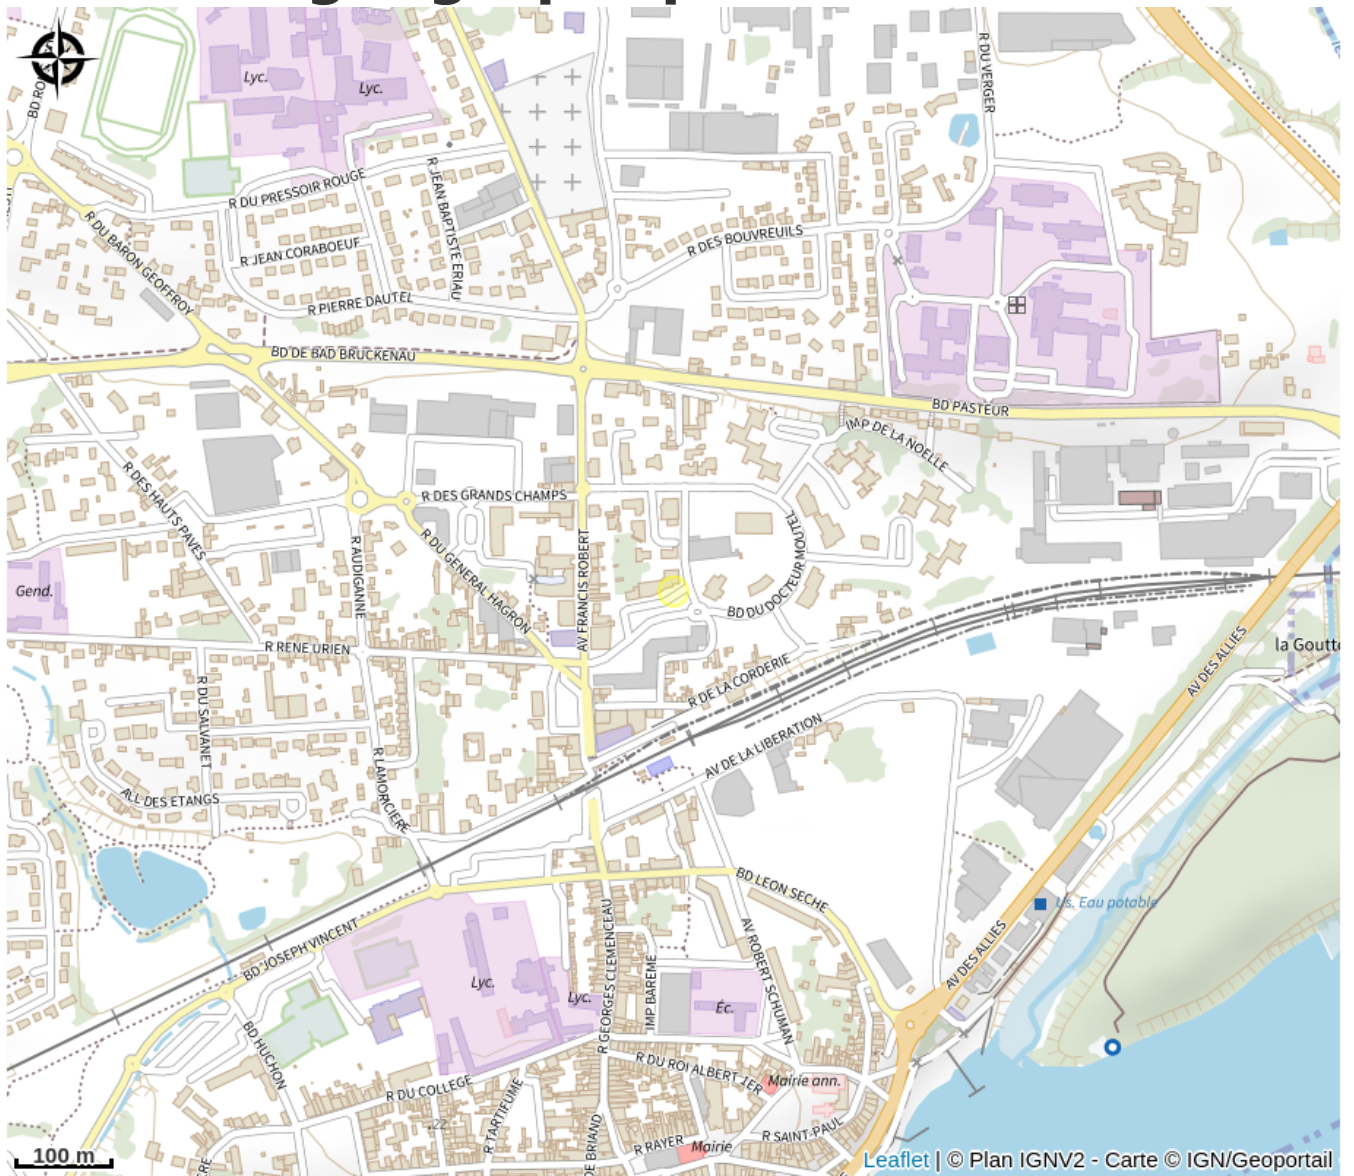 Lyc.
Lyc.
R DU VERGER
BD RO
R DU PRESSOIR ROUGE
R JEAN BAPTISTE ERIAU
R DU BARON GEOFFROY
R JEAN CORABOEUF
R DES BOUVREUILS
R PIERRE DAUTEL
BD DE BAD BRUCKENAU
BD PASTEUR
IMP DE LA NOELLE
R DES HAUTS PAVES
R DES GRANDS CHAMPS
R DU GENERAL HAGRON
R AUDIGANNE
AV FRANCIS ROBERT
BD DU DOCTEUR MOUTEL
Gend.
R RENE URIEN
R DE LA CORDERIE
AV DES ALLIES
la Goutt
R DU SALVANET
AV DE LA LIBERATION
R LAMORICIERE
ALL DES ETANGS
BD LEON SECHE
Us. Eau potable
BD JOSEPH VINCENT
R GEORGES CLEMENCEAU
AV ROBERT SCHUMAN
AV DES ALLIES
Lyc.
Lyc.
IMP BAREME
Éc.
BD HUCHON
R DU COLLEGE
R DU ROI ALBERT 1ER
Mairie ann.
R TARTIFUME
.22
DE BRIAND
R RAYER
Mairie
R SAINT-PAUL
100 m
Leaflet | © Plan IGNV2 - Carte © IGN/Geoportail